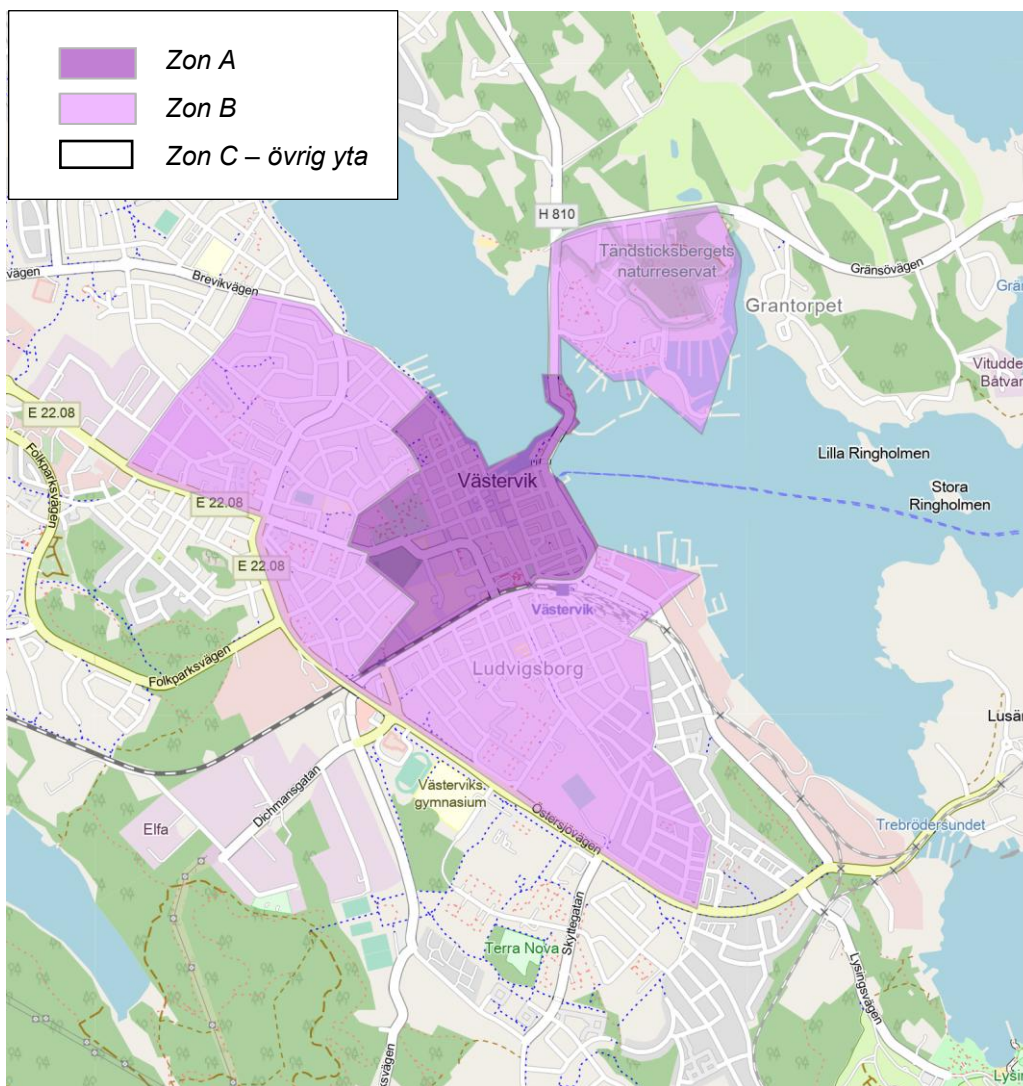 Zon A
Zon B
Zon C – övrig yta
H 810
Tändsticksbergets
naturreservat
Gränsövägen
Grantorpet
vägen
Brevikvägen
E 22.08
Folkparksvägen
E 22.08
E 22.08
Västervik
Lilla Ringholmen
Stora
Ringholmen
Västervik
Ludvigsborg
Folkparksvägen
Dichmansgatan
Västerviks
gymnasium
Elfa
Östersjövägen
Trebrödersundet
Skyttegatan
Terra Nova
Lysingsvägen